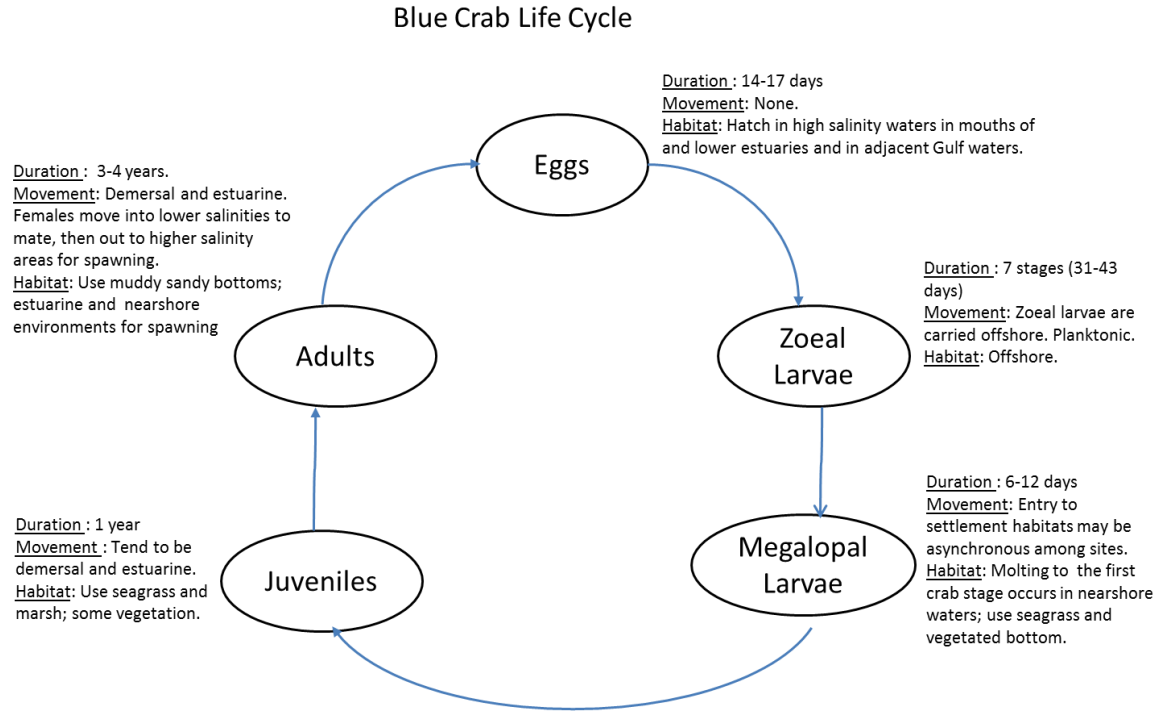 Blue Crab Life Cycle
Duration : 14-17 days
Movement: None.
Habitat: Hatch in high salinity waters in mouths of
and lower estuaries and in adjacent Gulf waters.
Eggs
Duration : 7 stages (31-43
days)
Movement: Zoeal larvae are
carried offshore. Planktonic.
Habitat: Offshore.
Zoeal
Larvae
Duration : 6-12 days
Movement: Entry to
settlement habitats may be
asynchronous among sites.
Habitat: Molting to the first
crab stage occurs in nearshore
waters; use seagrass and
vegetated bottom.
Megalopal
Larvae
Duration : 1 year
Movement : Tend to be
demersal and estuarine.
Habitat: Use seagrass and
marsh; some vegetation.
Juveniles
Duration : 3-4 years.
Movement: Demersal and estuarine.
Females move into lower salinities to
mate, then out to higher salinity
areas for spawning.
Habitat: Use muddy sandy bottoms;
estuarine and nearshore
environments for spawning
Adults